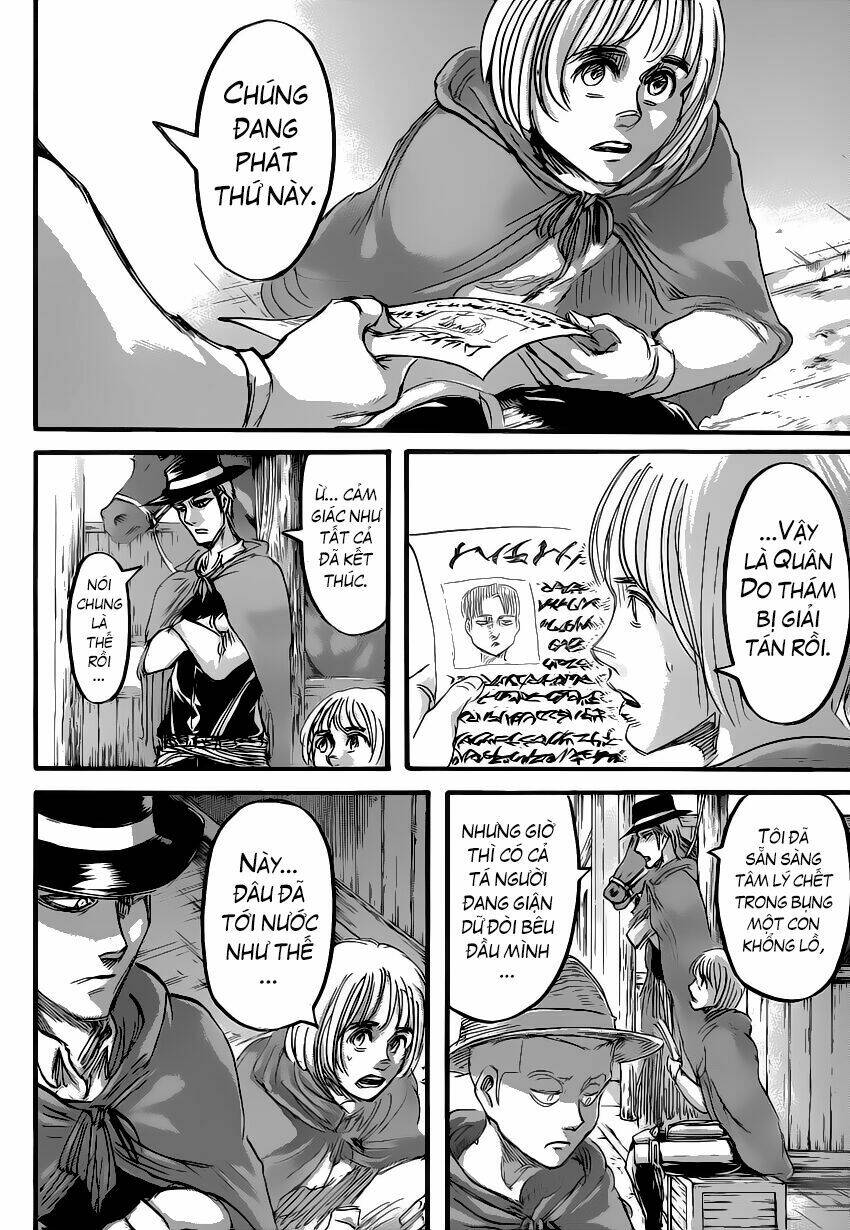 CHÚNG
ĐANG
PHÁT
THỨ NÀY.
...VẬY
LÀ QUÂN
DO THÁM
BỊ GIẢI
TÁN RỒI.
Ừ... CẢM
GIÁC NHƯ
TẤT CẢ
ĐÃ KẾT
THÚC.
NÓI
CHUNG
LÀ
THẾ
RỒI
...
TÔI ĐÃ
SẴN SÀNG
TÂM LÝ CHẾT
TRONG BỤNG
MỘT CON
KHỔNG LỒ,
NHƯNG GIỜ
THÌ CÓ CẢ
TÁ NGƯỜI
ĐANG GIẬN
DỮ ĐÒI BÊU
ĐẦU MÌNH
...
NÀY...
ĐÂU ĐÃ
TỚI NƯỚC
NHƯ THẾ
...